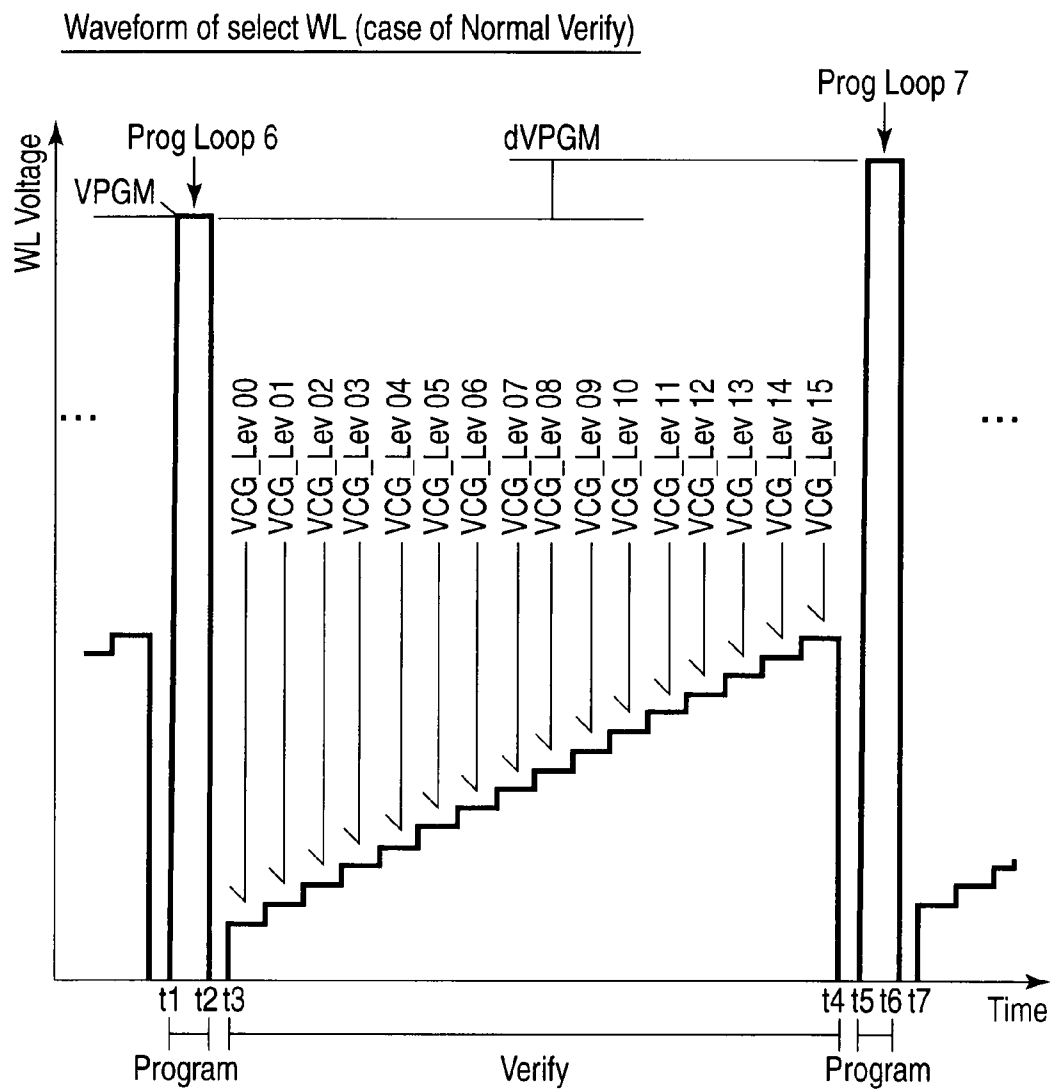 Waveform of select WL (case of Normal Verify)
Prog Loop 7
Prog Loop 6
dVPGM
VPGM
WL Voltage
...
...
VCG_Lev 00
VCG_Lev 01
VCG_Lev 02
VCG_Lev 03
VCG_Lev 04
VCG_Lev 05
VCG_Lev 06
VCG_Lev 07
VCG_Lev 08
VCG_Lev 09
VCG_Lev 10
VCG_Lev 11
VCG_Lev 12
VCG_Lev 13
VCG_Lev 14
VCG_Lev 15
t1 t2 t3 t4 t5 t6 t7
Time
Program Verify Program